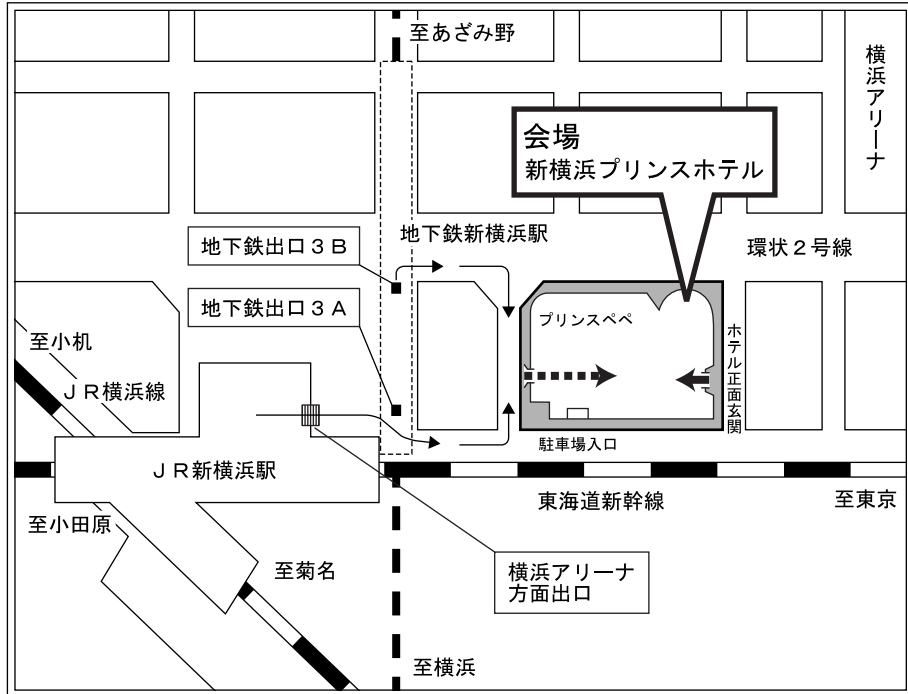 至あざみ野
横浜アリーナ
会場
新横浜プリンスホテル
地下鉄新横浜駅
地下鉄出口3B
環状2号線
地下鉄出口3A
プリンスペペ
至小机
JR横浜線
ホテル正面玄関
駐車場入口
JR新横浜駅
東海道新幹線
至東京
至小田原
至菊名
横浜アリーナ
方面出口
至横浜